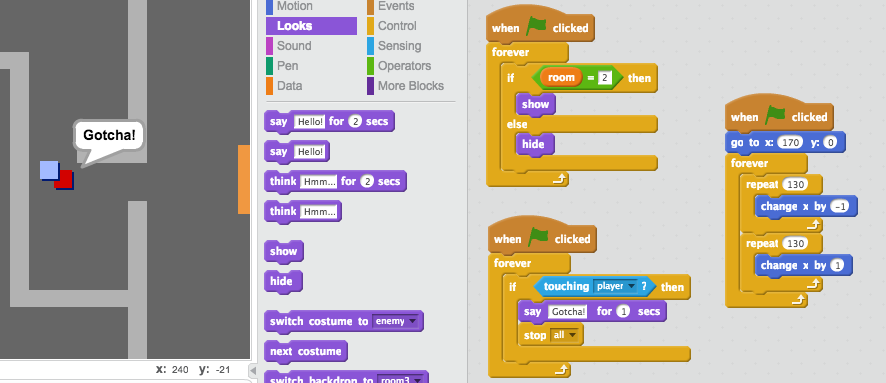 Gotcha!
x: 240 y: -21
Motion
Looks
Sound
Pen
Data
Events
Control
Sensing
Operators
More Blocks
say Hello! for 2 secs
say Hello!
think Hmm... for 2 secs
think Hmm...
show
hide
switch costume to enemy
next costume
switch backdrop to room3
when clicked
forever
if room = 2 then
show
else
hide
when clicked
forever
if touching player ? then
say Gotcha! for 1 secs
stop all
when clicked
go to x: 170 y: 0
forever
repeat 130
change x by -1
repeat 130
change x by 1